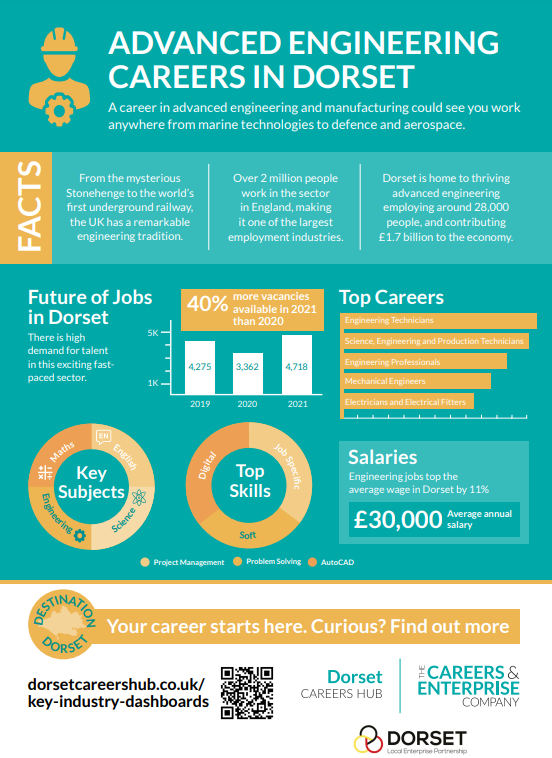 ADVANCED ENGINEERING
CAREERS IN DORSET
A career in advanced engineering and manufacturing could see you work
anywhere from marine technologies to defence and aerospace.
FACTS
From the mysterious
Stonehenge to the world's
first underground railway,
the UK has a remarkable
engineering tradition.
Over 2 million people
work in the sector
in England, making
it one of the largest
employment industries.
Dorset is home to thriving
advanced engineering
employing around 28,000
people, and contributing
£1.7 billion to the economy.
Future of Jobs
in Dorset
There is high
demand for talent
in this exciting fast-
paced sector.
40% more vacancies
available in 2021
than 2020
5K
1K
4,275
3,362
4,718
2019
2020
2021
Top Careers
Engineering Technicians
Science, Engineering and Production Technicians
Engineering Professionals
Mechanical Engineers
Electricians and Electrical Fitters
Key
Subjects
Maths
EN
English
Science
Engineering
Top
Skills
Digital
Job Specific
Soft
Project Management
Problem Solving
AutoCAD
Salaries
Engineering jobs top the
average wage in Dorset by 11%
£30,000 Average annual
salary
DESTINATION
DORSET
Your career starts here. Curious? Find out more
dorsetcareershub.co.uk/
key-industry-dashboards
Dorset
CAREERS HUB
THE CAREERS &
ENTERPRISE
COMPANY
DORSET
Local Enterprise Partnership